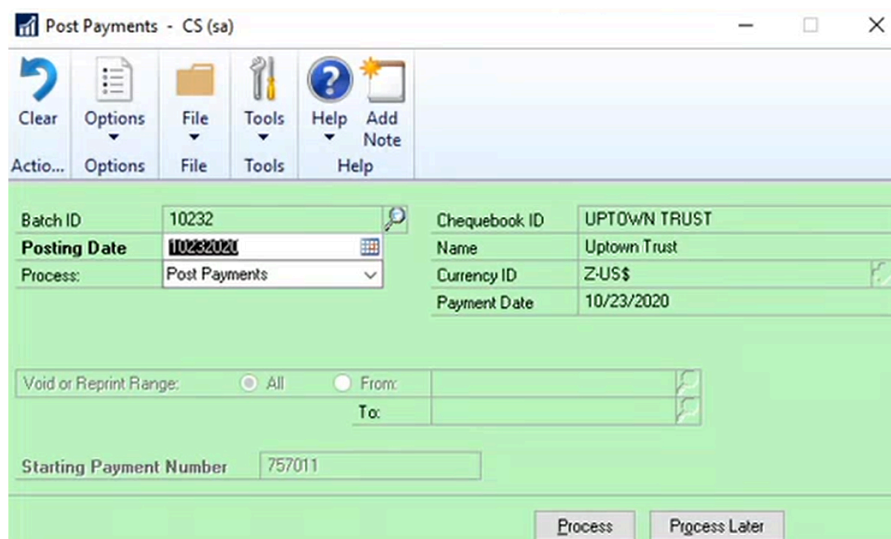 Post Payments - CS (sa)
Clear Options File Tools Help Add Note
Actio... Options File Tools Help
Batch ID 10232 Chequebook ID UPTOWN TRUST
Posting Date 10232020 Name Uptown Trust
Process: Post Payments Currency ID Z-US$
Payment Date 10/23/2020
Void or Reprint Range: All From:
To:
Starting Payment Number 757011
Process Process Later